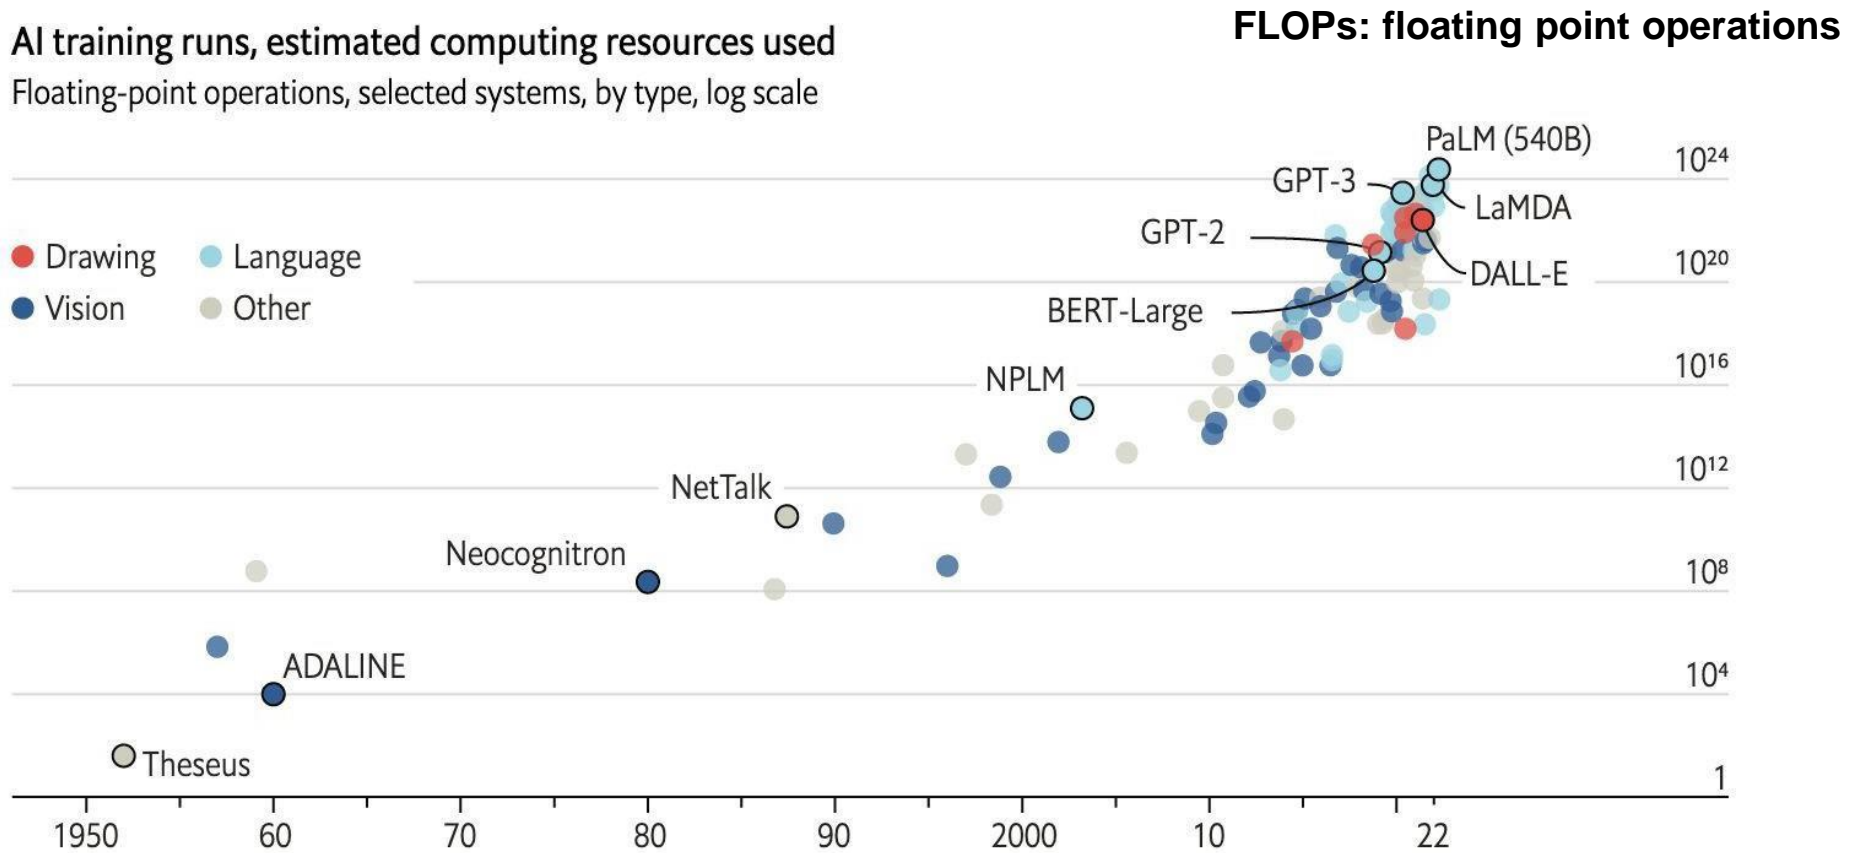 FLOPs: floating point operations
AI training runs, estimated computing resources used
Floating-point operations, selected systems, by type, log scale
PaLM (540B)
10²⁴
GPT-3
LaMDA
GPT-2
Drawing
Language
10²⁰
DALL-E
Vision
Other
BERT-Large
10¹⁶
NPLM
10¹²
NetTalk
Neocognitron
10⁸
ADALINE
10⁴
Theseus
1
1950 60 70 80 90 2000 10 22